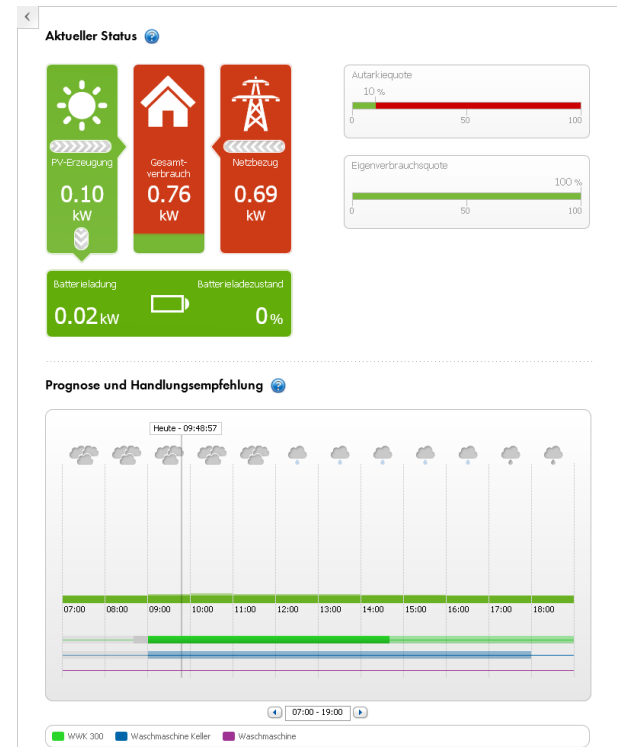 Aktueller Status ?
PV-Erzeugung
0.10
kW
Gesamt-
verbrauch
0.76
kW
Netzbezug
0.69
kW
Batterieladung
0.02 kW
Batterieladezustand
0 %
Autarkiequote
10 %
0 50 100
Eigenverbrauchsquote
100 %
0 50 100
Prognose und Handlungsempfehlung ?
Heute - 09:48:57
07:00 08:00 09:00 10:00 11:00 12:00 13:00 14:00 15:00 16:00 17:00 18:00
07:00 - 19:00
WWK 300 Waschmaschine Keller Waschmaschine